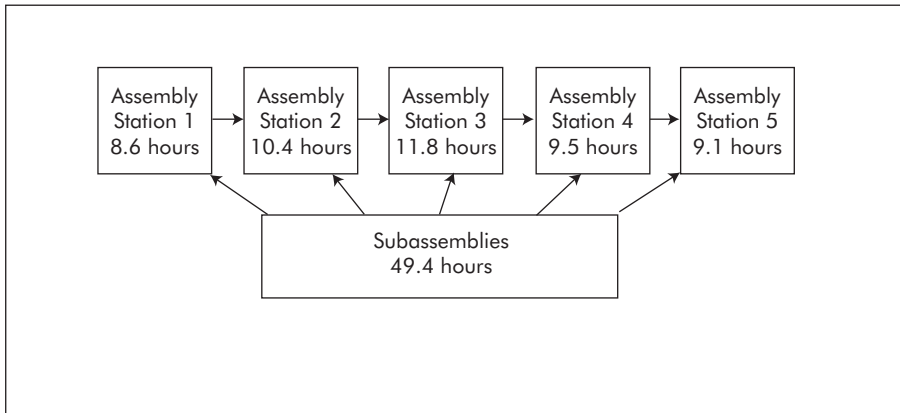 Assembly
Station 1
8.6 hours
Assembly
Station 2
10.4 hours
Assembly
Station 3
11.8 hours
Assembly
Station 4
9.5 hours
Assembly
Station 5
9.1 hours
Subassemblies
49.4 hours